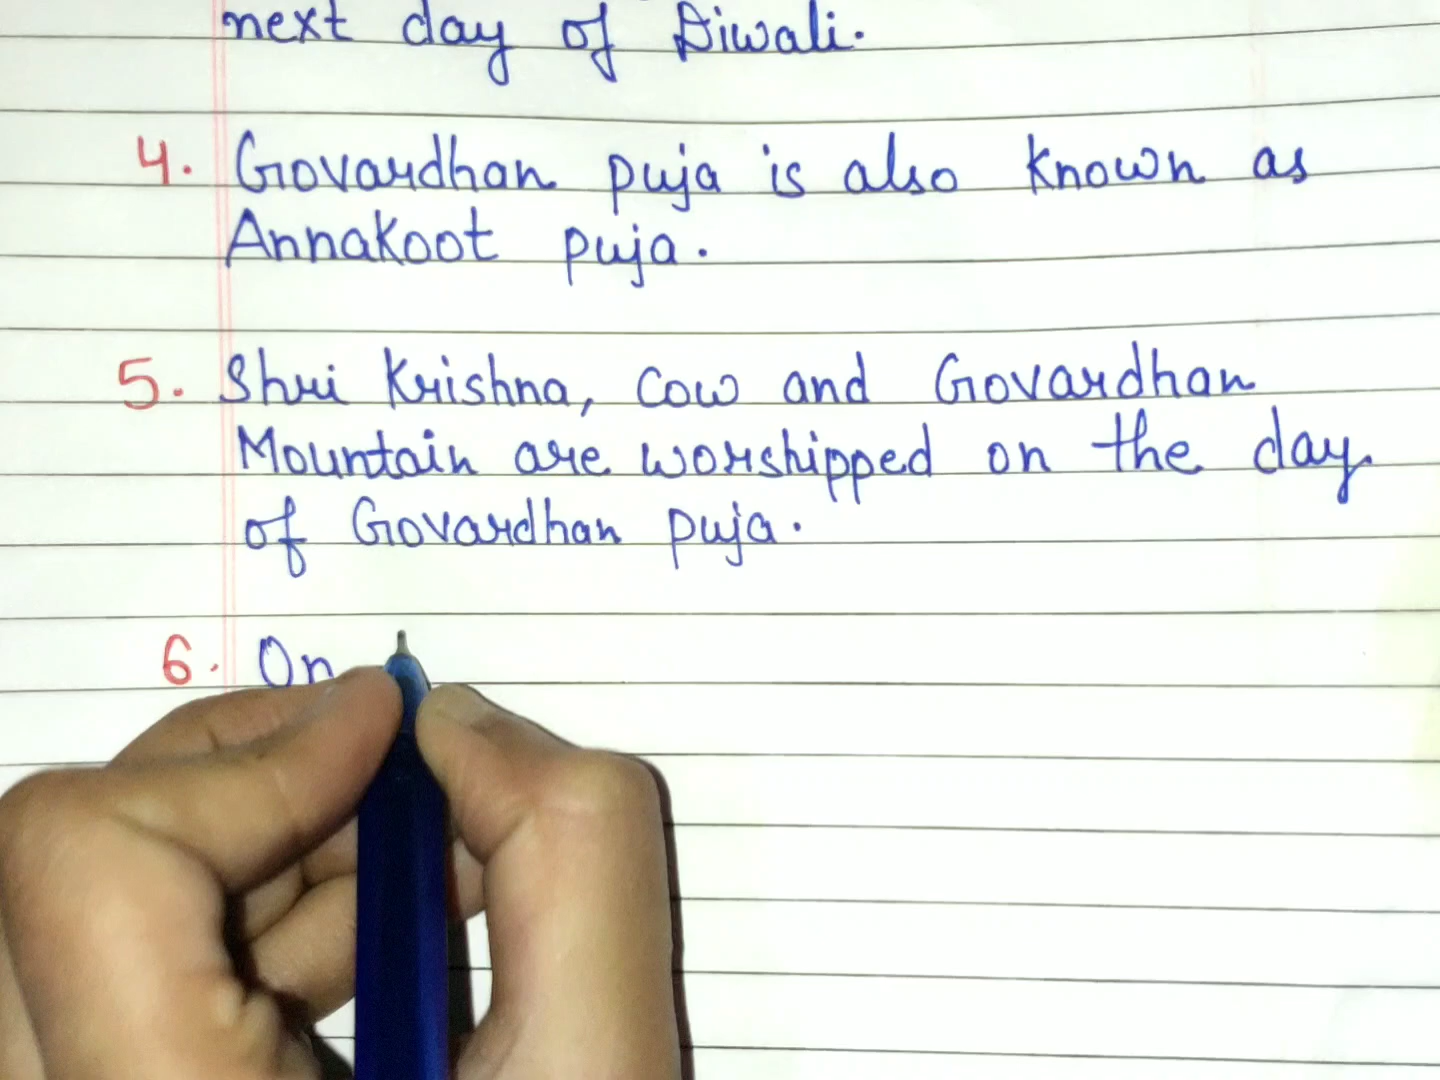 next day of Diwali.
4. Govardhan puja is also known as
Annakoot puja.
5. Shri Krishna, cow and Govardhan
Mountain are worshipped on the day
of Govardhan puja.
6. On